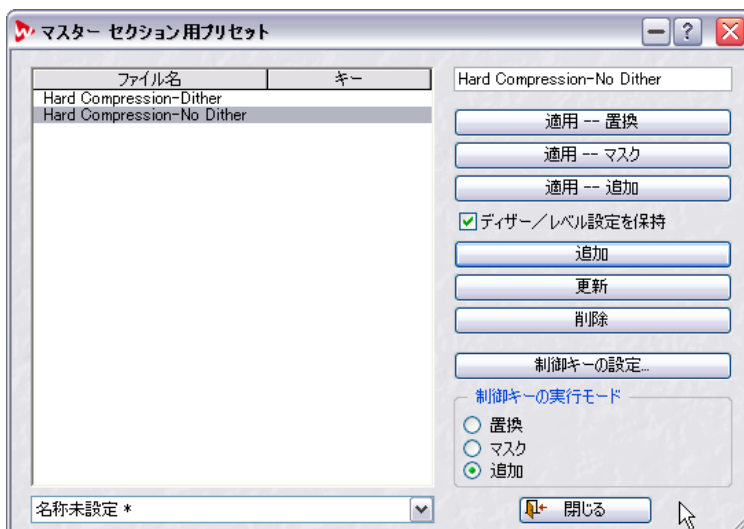 マスター セクション用プリセット
ファイル名 キー
Hard Compression-Dither
Hard Compression-No Dither
名称未設定 *
Hard Compression-No Dither
適用 -- 置換
適用 -- マスク
適用 -- 追加
ディザー／レベル設定を保持
追加
更新
削除
制御キーの設定...
制御キーの実行モード
置換
マスク
追加
閉じる